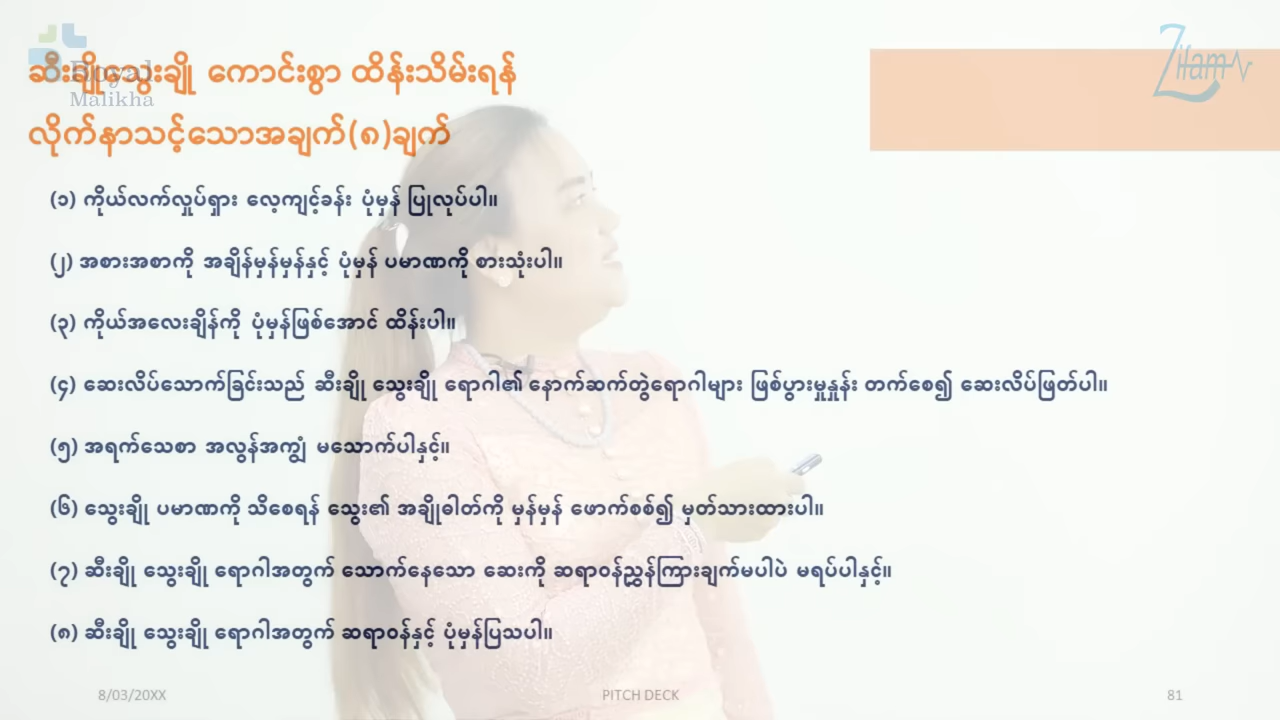 Royal
Malikha
Zifam
ဆီးချိုသွေးချို ကောင်းစွာ ထိန်းသိမ်းရန်
လိုက်နာသင့်သောအချက်(၈)ချက်
(၁) ကိုယ်လက်လှုပ်ရှား လေ့ကျင့်ခန်း ပုံမှန် ပြုလုပ်ပါ။
(၂) အစားအစာကို အချိန်မှန်မှန်နှင့် ပုံမှန် ပမာဏကို စားသုံးပါ။
(၃) ကိုယ်အလေးချိန်ကို ပုံမှန်ဖြစ်အောင် ထိန်းပါ။
(၄) ဆေးလိပ်သောက်ခြင်းသည် ဆီးချို သွေးချို ရောဂါ၏ နောက်ဆက်တွဲရောဂါများ ဖြစ်ပွားမှုနှုန်း တက်စေ၍ ဆေးလိပ်ဖြတ်ပါ။
(၅) အရက်သေစာ အလွန်အကျွံ မသောက်ပါနှင့်။
(၆) သွေးချို ပမာဏကို သိစေရန် သွေး၏ အချိုဓါတ်ကို မှန်မှန် ဖောက်စစ်၍ မှတ်သားထားပါ။
(၇) ဆီးချို သွေးချို ရောဂါအတွက် သောက်နေသော ဆေးကို ဆရာဝန်ညွှန်ကြားချက်မပါပဲ မရပ်ပါနှင့်။
(၈) ဆီးချို သွေးချို ရောဂါအတွက် ဆရာဝန်နှင့် ပုံမှန်ပြသပါ။
8/03/20XX
PITCH DECK
81